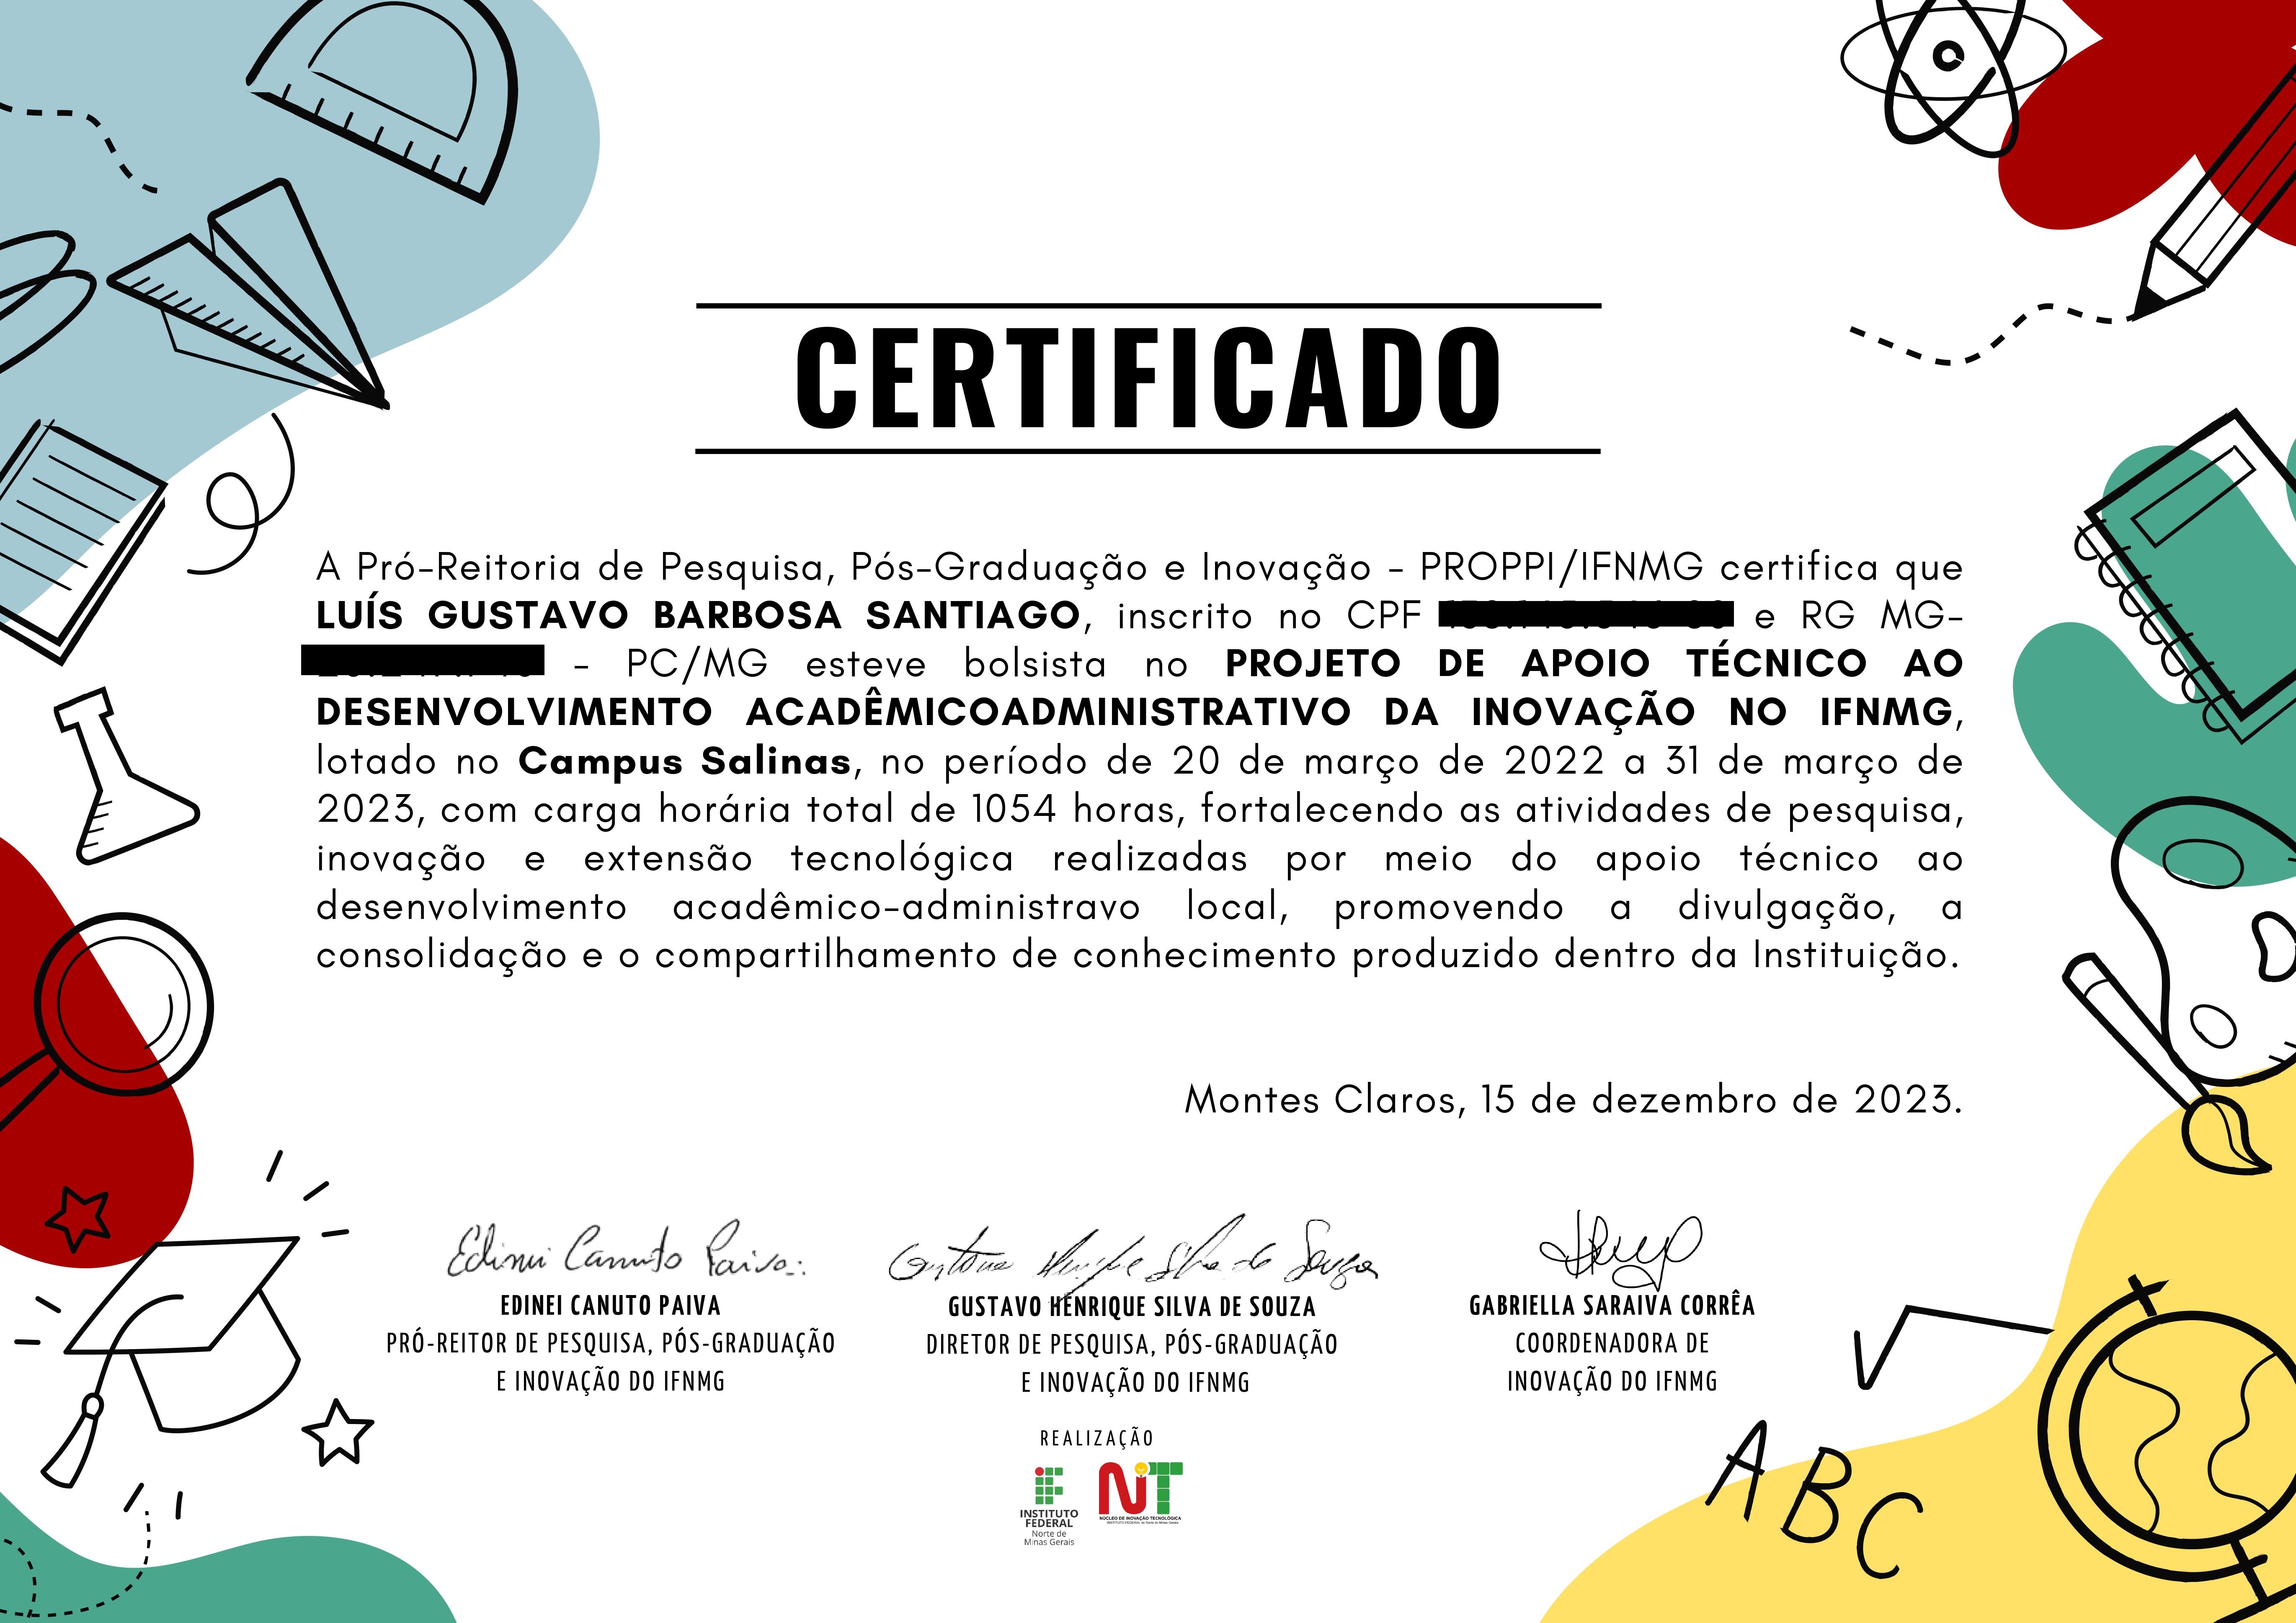 CERTIFICADO
A Pró-Reitoria de Pesquisa, Pós-Graduação e Inovação - PROPPI/IFNMG certifica que
LUÍS GUSTAVO BARBOSA SANTIAGO, inscrito no CPF e RG MG-
- PC/MG esteve bolsista no PROJETO DE APOIO TÉCNICO AO
DESENVOLVIMENTO ACADÊMICOADMINISTRATIVO DA INOVAÇÃO NO IFNMG,
lotado no Campus Salinas, no período de 20 de março de 2022 a 31 de março de
2023, com carga horária total de 1054 horas, fortalecendo as atividades de pesquisa,
inovação e extensão tecnológica realizadas por meio do apoio técnico ao
desenvolvimento acadêmico-administravo local, promovendo a divulgação, a
consolidação e o compartilhamento de conhecimento produzido dentro da Instituição.
Montes Claros, 15 de dezembro de 2023.
Edinei Canuto Paiva
Gustavo Henrique Silva de Souza
EDINEI CANUTO PAIVA
PRÓ-REITOR DE PESQUISA, PÓS-GRADUAÇÃO
E INOVAÇÃO DO IFNMG
GUSTAVO HENRIQUE SILVA DE SOUZA
DIRETOR DE PESQUISA, PÓS-GRADUAÇÃO
E INOVAÇÃO DO IFNMG
GABRIELLA SARAIVA CORRÊA
COORDENADORA DE
INOVAÇÃO DO IFNMG
REALIZAÇÃO
INSTITUTO
FEDERAL
Norte de
Minas Gerais
NIT
NÚCLEO DE INOVAÇÃO TECNOLÓGICA
INSTITUTO FEDERAL do Norte de Minas Gerais
A B C